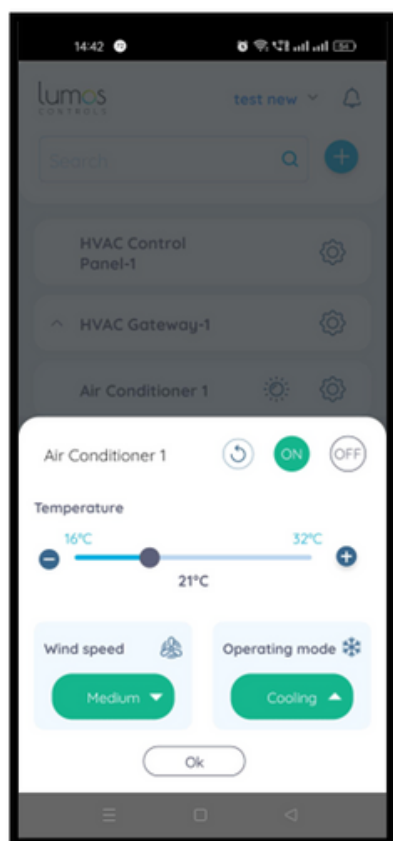 14:42
54
lumos
CONTROLS
test new
Search
HVAC Control
Panel-1
HVAC Gateway-1
Air Conditioner 1
Air Conditioner 1
ON
OFF
Temperature
16°C
32°C
21°C
Wind speed
Operating mode
Medium
Cooling
Ok